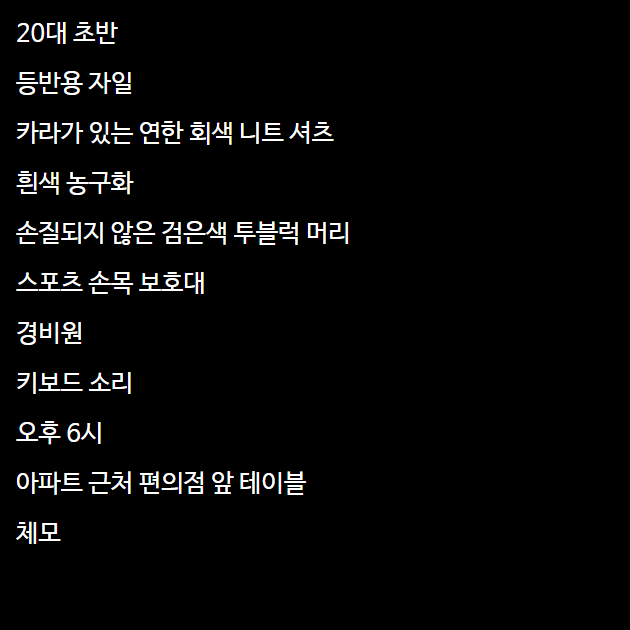 20대 초반
등반용 자일
카라가 있는 연한 회색 니트 셔츠
흰색 농구화
손질되지 않은 검은색 투블럭 머리
스포츠 손목 보호대
경비원
키보드 소리
오후 6시
아파트 근처 편의점 앞 테이블
체모